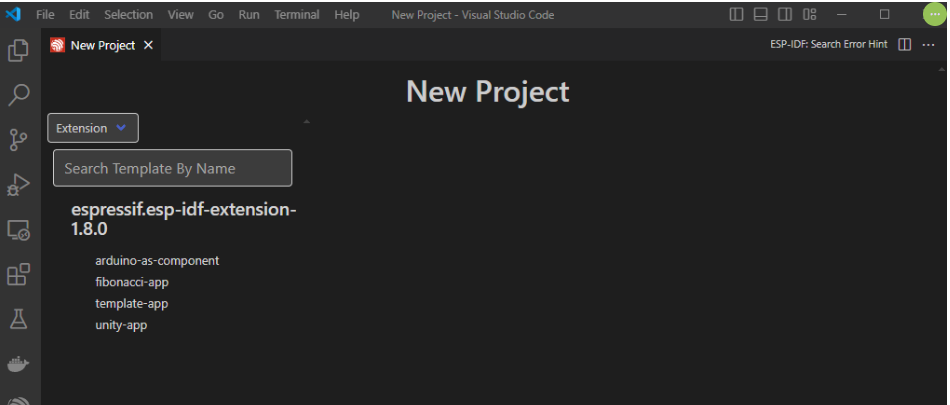 File Edit Selection View Go Run Terminal Help New Project - Visual Studio Code
New Project
ESP-IDF: Search Error Hint
New Project
Extension
Search Template By Name
espressif.esp-idf-extension-
1.8.0
arduino-as-component
fibonacci-app
template-app
unity-app